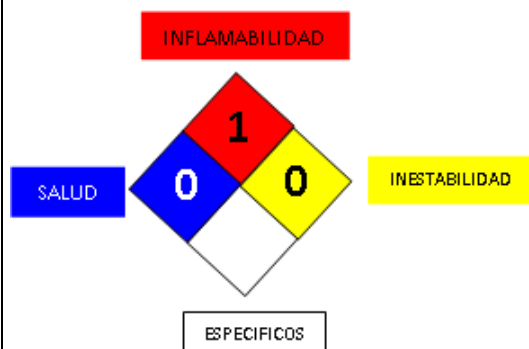 INFLAMABILIDAD
1
SALUD
0
0
INESTABILIDAD
ESPECIFICOS